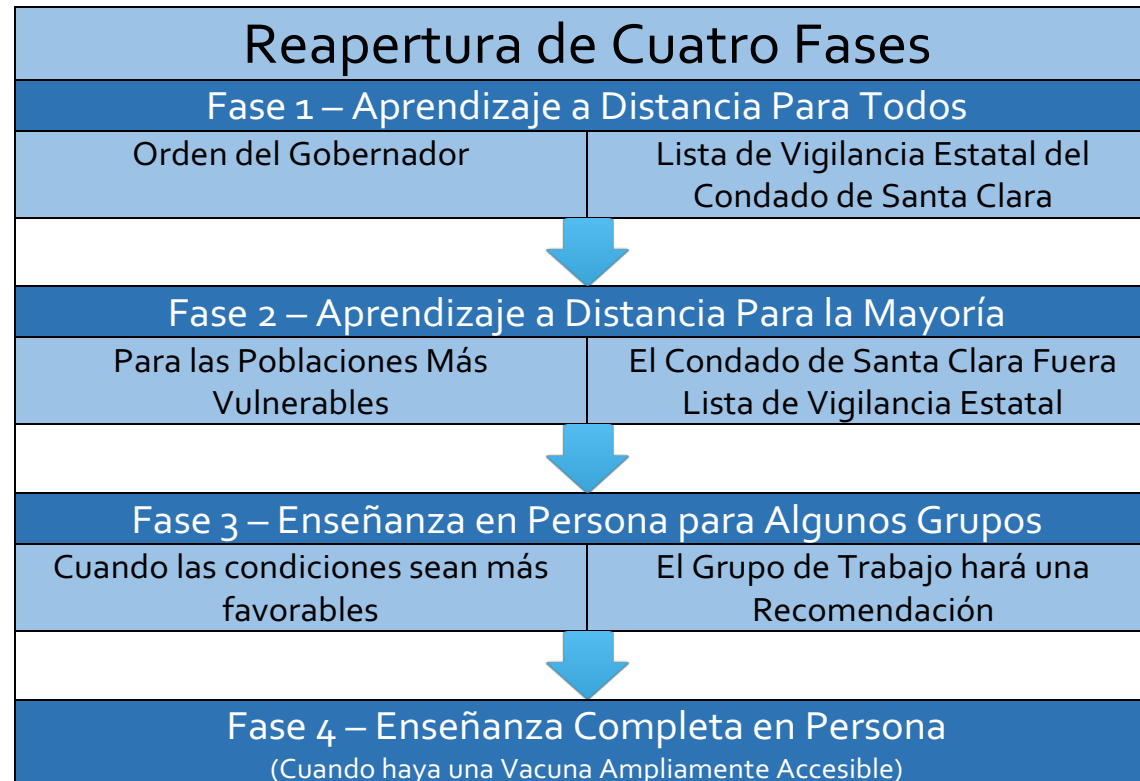 Reapertura de Cuatro Fases
Fase 1 – Aprendizaje a Distancia Para Todos
Orden del Gobernador
Lista de Vigilancia Estatal del
Condado de Santa Clara
Fase 2 – Aprendizaje a Distancia Para la Mayoría
Para las Poblaciones Más
Vulnerables
El Condado de Santa Clara Fuera
Lista de Vigilancia Estatal
Fase 3 – Enseñanza en Persona para Algunos Grupos
Cuando las condiciones sean más
favorables
El Grupo de Trabajo hará una
Recomendación
Fase 4 – Enseñanza Completa en Persona
(Cuando haya una Vacuna Ampliamente Accesible)